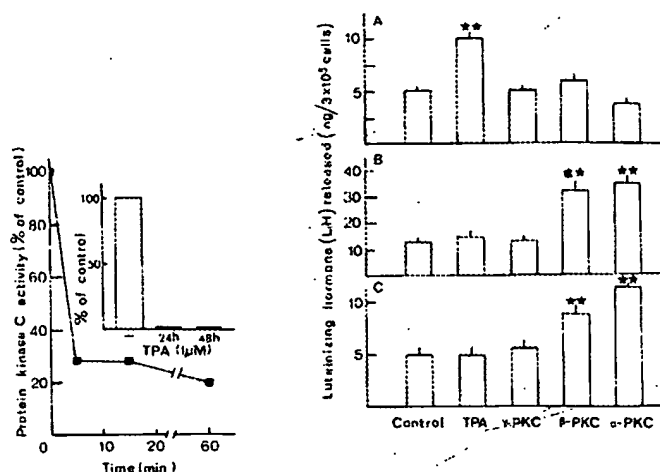 Protein kinase C activity (% of control)
100
80
60
40
20
0
0 10 20 60
Time (min)
% of control
100
50
–
24h 48h
TPA (1μM)
Luteinizing hormone (LH) released (ng/3x10⁵ cells)
A
10
5
★★
B
40
30
20
10
★★ ★★
C
5
★★ ★★
Control TPA γ-PKC β-PKC α-PKC